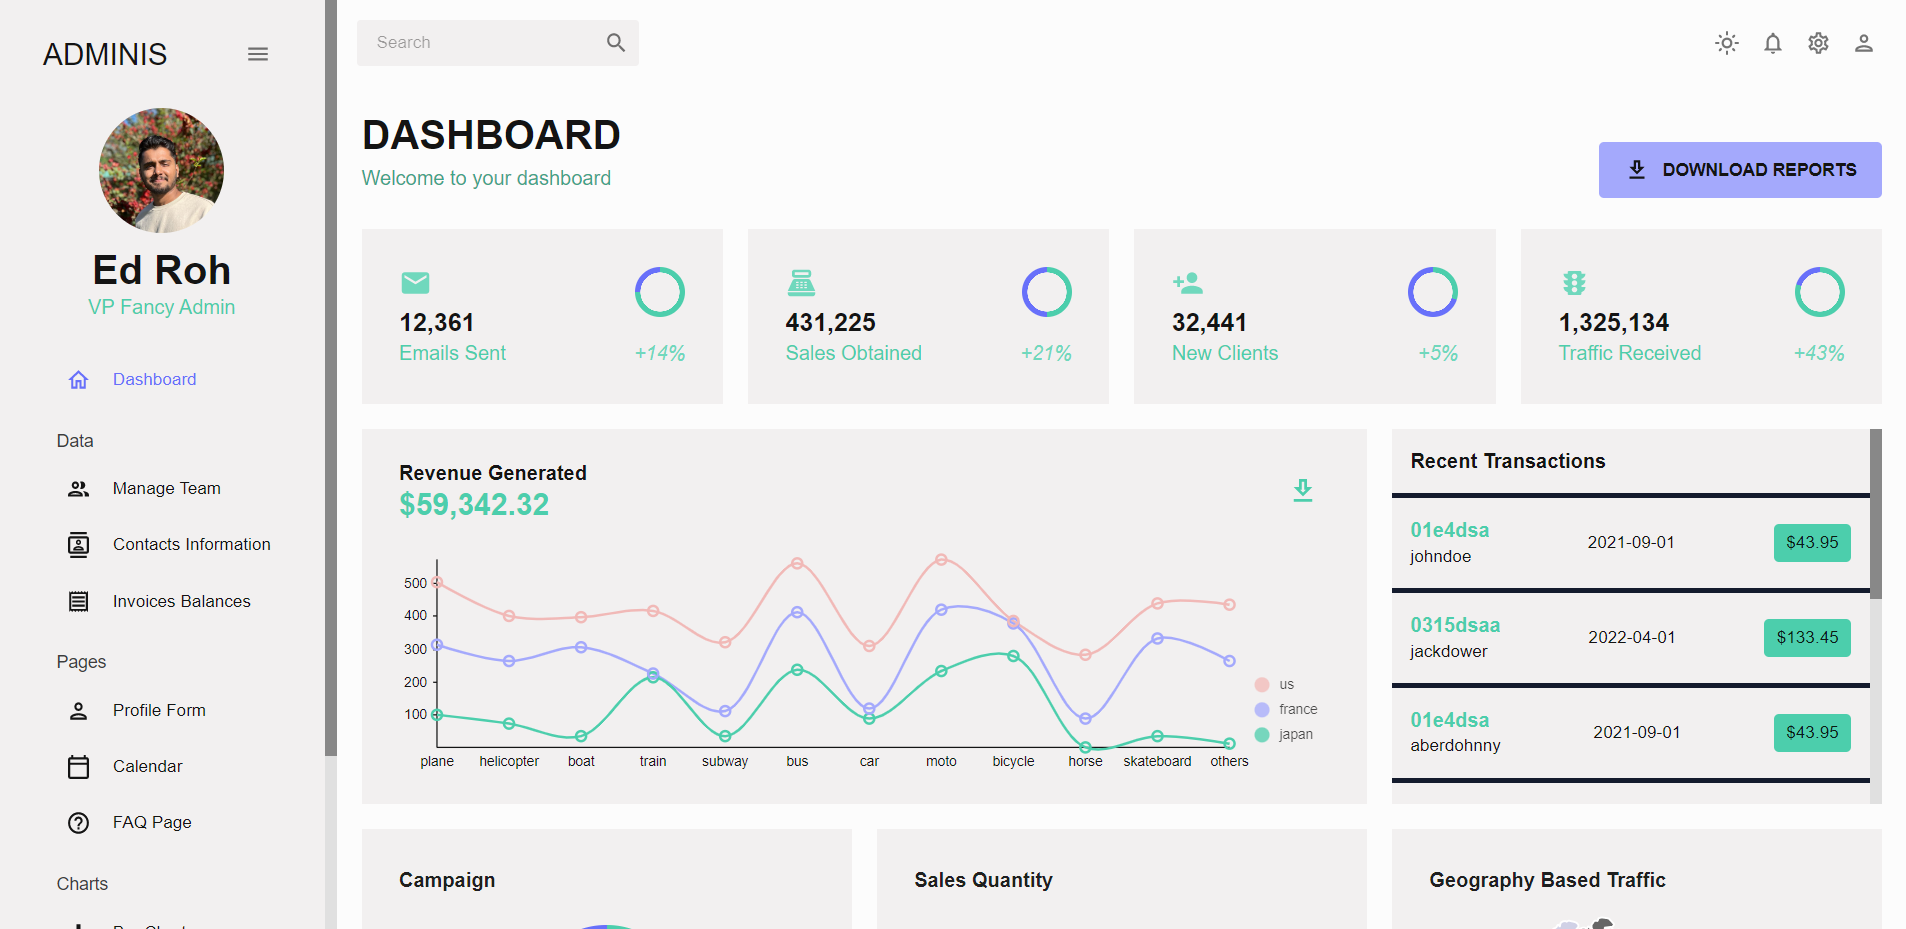 ADMINIS
Search
Ed Roh
VP Fancy Admin
Dashboard
Data
Manage Team
Contacts Information
Invoices Balances
Pages
Profile Form
Calendar
FAQ Page
Charts
DASHBOARD
Welcome to your dashboard
DOWNLOAD REPORTS
12,361
Emails Sent +14%
431,225
Sales Obtained +21%
32,441
New Clients +5%
1,325,134
Traffic Received +43%
Revenue Generated
$59,342.32
500
400
300
200
100
plane helicopter boat train subway bus car moto bicycle horse skateboard others
us
france
japan
Recent Transactions
01e4dsa
johndoe
2021-09-01
$43.95
0315dsaa
jackdower
2022-04-01
$133.45
01e4dsa
aberdohnny
2021-09-01
$43.95
Campaign
Sales Quantity
Geography Based Traffic